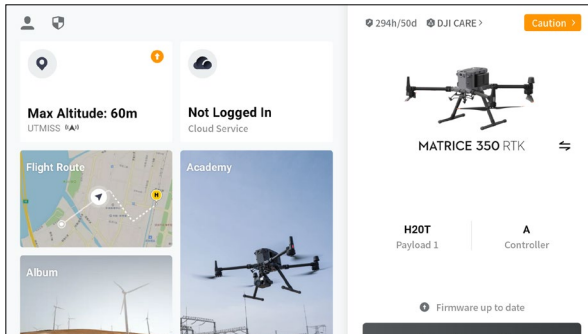 294h/50d DJI CARE >
Caution >
Max Altitude: 60m
UTMISS
Not Logged In
Cloud Service
Flight Route
H
Academy
Album
MATRICE 350 RTK
H20T
Payload 1
A
Controller
Firmware up to date